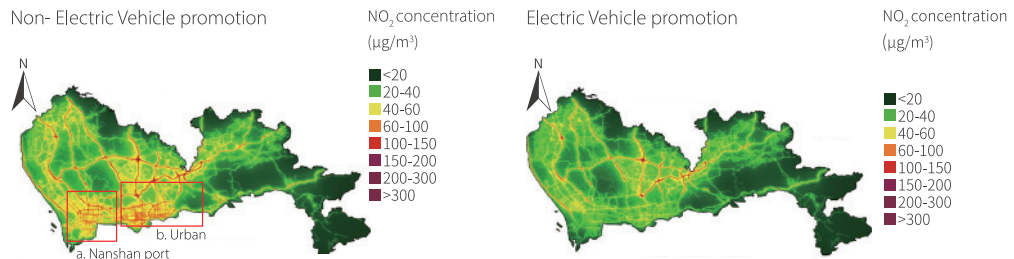 Non- Electric Vehicle promotion
NO₂ concentration
(µg/m³)
N
<20
20-40
40-60
60-100
100-150
150-200
200-300
>300
b. Urban
a. Nanshan port
Electric Vehicle promotion
NO₂ concentration
(µg/m³)
N
<20
20-40
40-60
60-100
100-150
150-200
200-300
>300